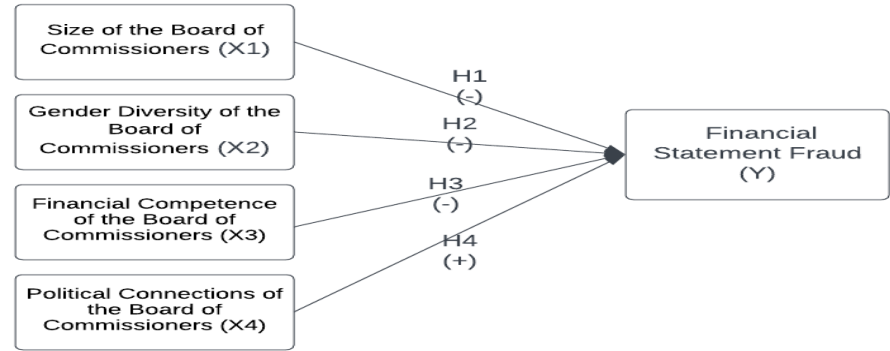 Size of the Board of
Commissioners (X1)
Gender Diversity of the
Board of
Commissioners (X2)
Financial Competence
of the Board of
Commissioners (X3)
Political Connections of
the Board of
Commissioners (X4)
H1
(-)
H2
(-)
H3
(-)
H4
(+)
Financial
Statement Fraud
(Y)